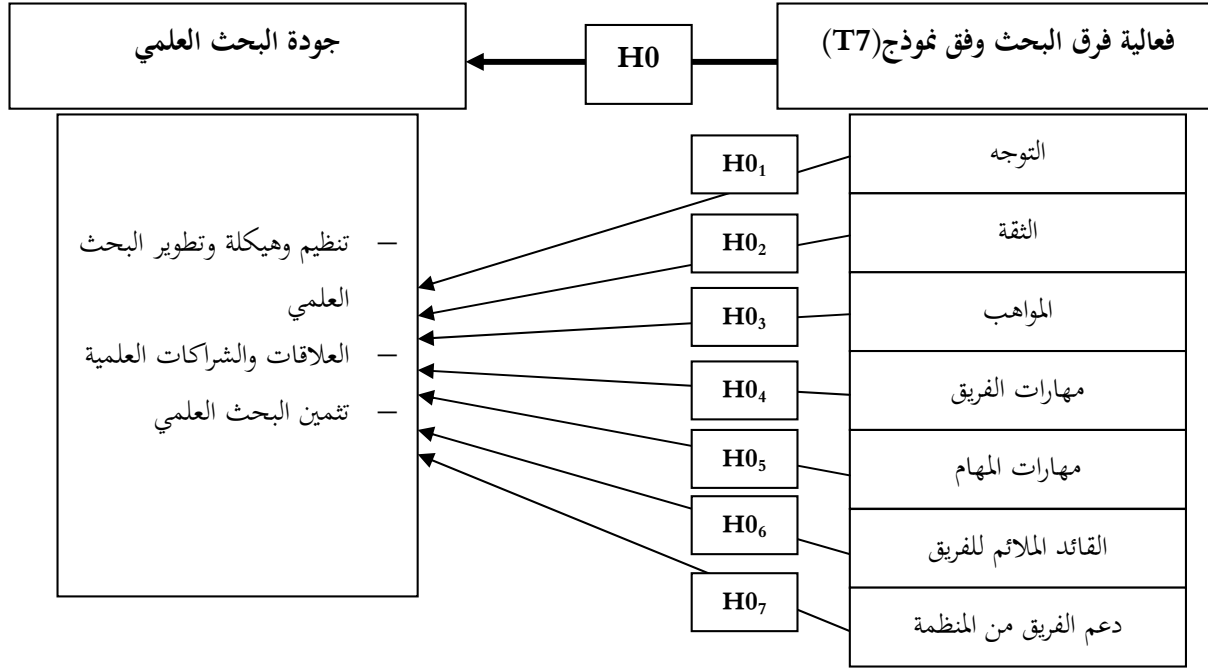 فعالية فرق البحث وفق نموذج(T7)
H0
جودة البحث العلمي
التوجه
H0₁
الثقة
H0₂
المواهب
H0₃
مهارات الفريق
H0₄
مهارات المهام
H0₅
القائد الملائم للفريق
H0₆
دعم الفريق من المنظمة
H0₇
– تنظيم وهيكلة وتطوير البحث
العلمي
– العلاقات والشراكات العلمية
– تثمين البحث العلمي